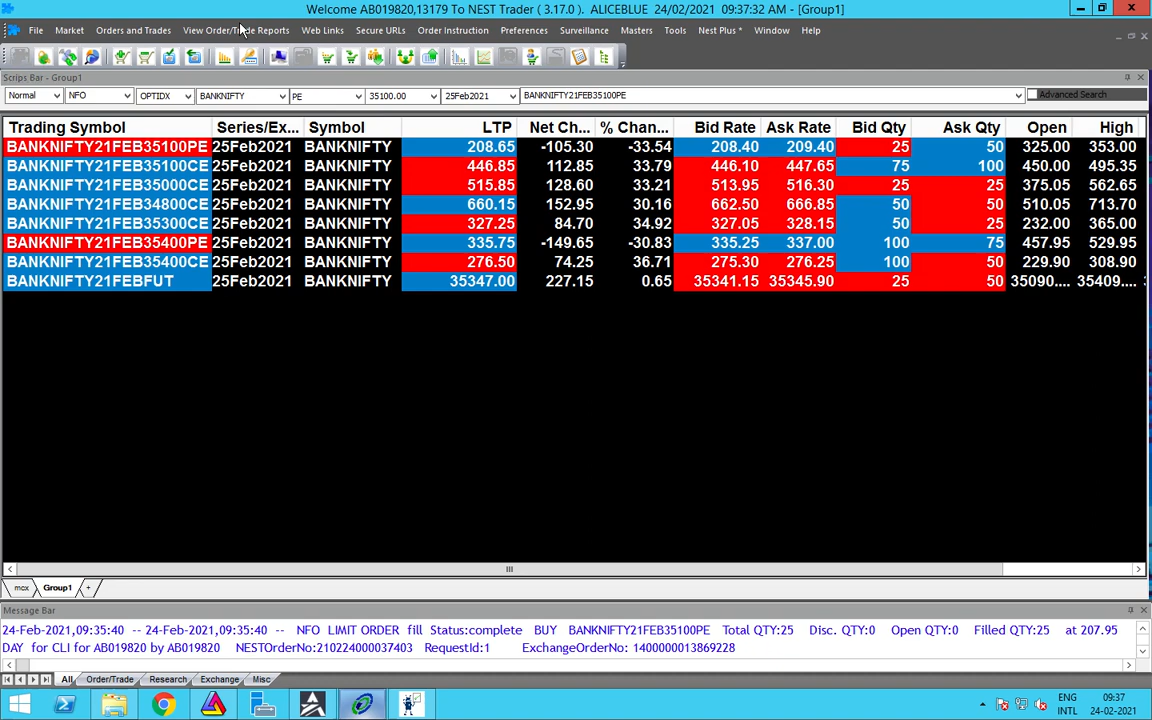 Welcome AB019820,13179 To NEST Trader ( 3.17.0 ). ALICEBLUE 24/02/2021 09:37:32 AM - [Group1]
File Market Orders and Trades View Order/Trade Reports Web Links Secure URLs Order Instruction Preferences Surveillance Masters Tools Nest Plus * Window Help
Scrips Bar - Group1
Normal NFO OPTIDX BANKNIFTY PE 35100.00 25Feb2021 BANKNIFTY21FEB35100PE Advanced Search
Trading Symbol Series/Ex... Symbol LTP Net Ch... % Chan... Bid Rate Ask Rate Bid Qty Ask Qty Open High
BANKNIFTY21FEB35100PE 25Feb2021 BANKNIFTY 208.65 -105.30 -33.54 208.40 209.40 25 50 325.00 353.00
BANKNIFTY21FEB35100CE 25Feb2021 BANKNIFTY 446.85 112.85 33.79 446.10 447.65 75 100 450.00 495.35
BANKNIFTY21FEB35000CE 25Feb2021 BANKNIFTY 515.85 128.60 33.21 513.95 516.30 25 25 375.05 562.65
BANKNIFTY21FEB34800CE 25Feb2021 BANKNIFTY 660.15 152.95 30.16 662.50 666.85 50 50 510.05 713.70
BANKNIFTY21FEB35300CE 25Feb2021 BANKNIFTY 327.25 84.70 34.92 327.05 328.15 50 25 232.00 365.00
BANKNIFTY21FEB35400PE 25Feb2021 BANKNIFTY 335.75 -149.65 -30.83 335.25 337.00 100 75 457.95 529.95
BANKNIFTY21FEB35400CE 25Feb2021 BANKNIFTY 276.50 74.25 36.71 275.30 276.25 100 50 229.90 308.90
BANKNIFTY21FEBFUT 25Feb2021 BANKNIFTY 35347.00 227.15 0.65 35341.15 35345.90 25 50 35090.... 35409....
mcx Group1 +
Message Bar
24-Feb-2021,09:35:40 -- 24-Feb-2021,09:35:40 -- NFO LIMIT ORDER fill Status:complete BUY BANKNIFTY21FEB35100PE Total QTY:25 Disc. QTY:0 Open QTY:0 Filled QTY:25 at 207.95
DAY for CLI for AB019820 by AB019820 NESTOrderNo:210224000037403 RequestId:1 ExchangeOrderNo: 1400000013869228
All Order/Trade Research Exchange Misc
ENG 09:37
INTL 24-02-2021